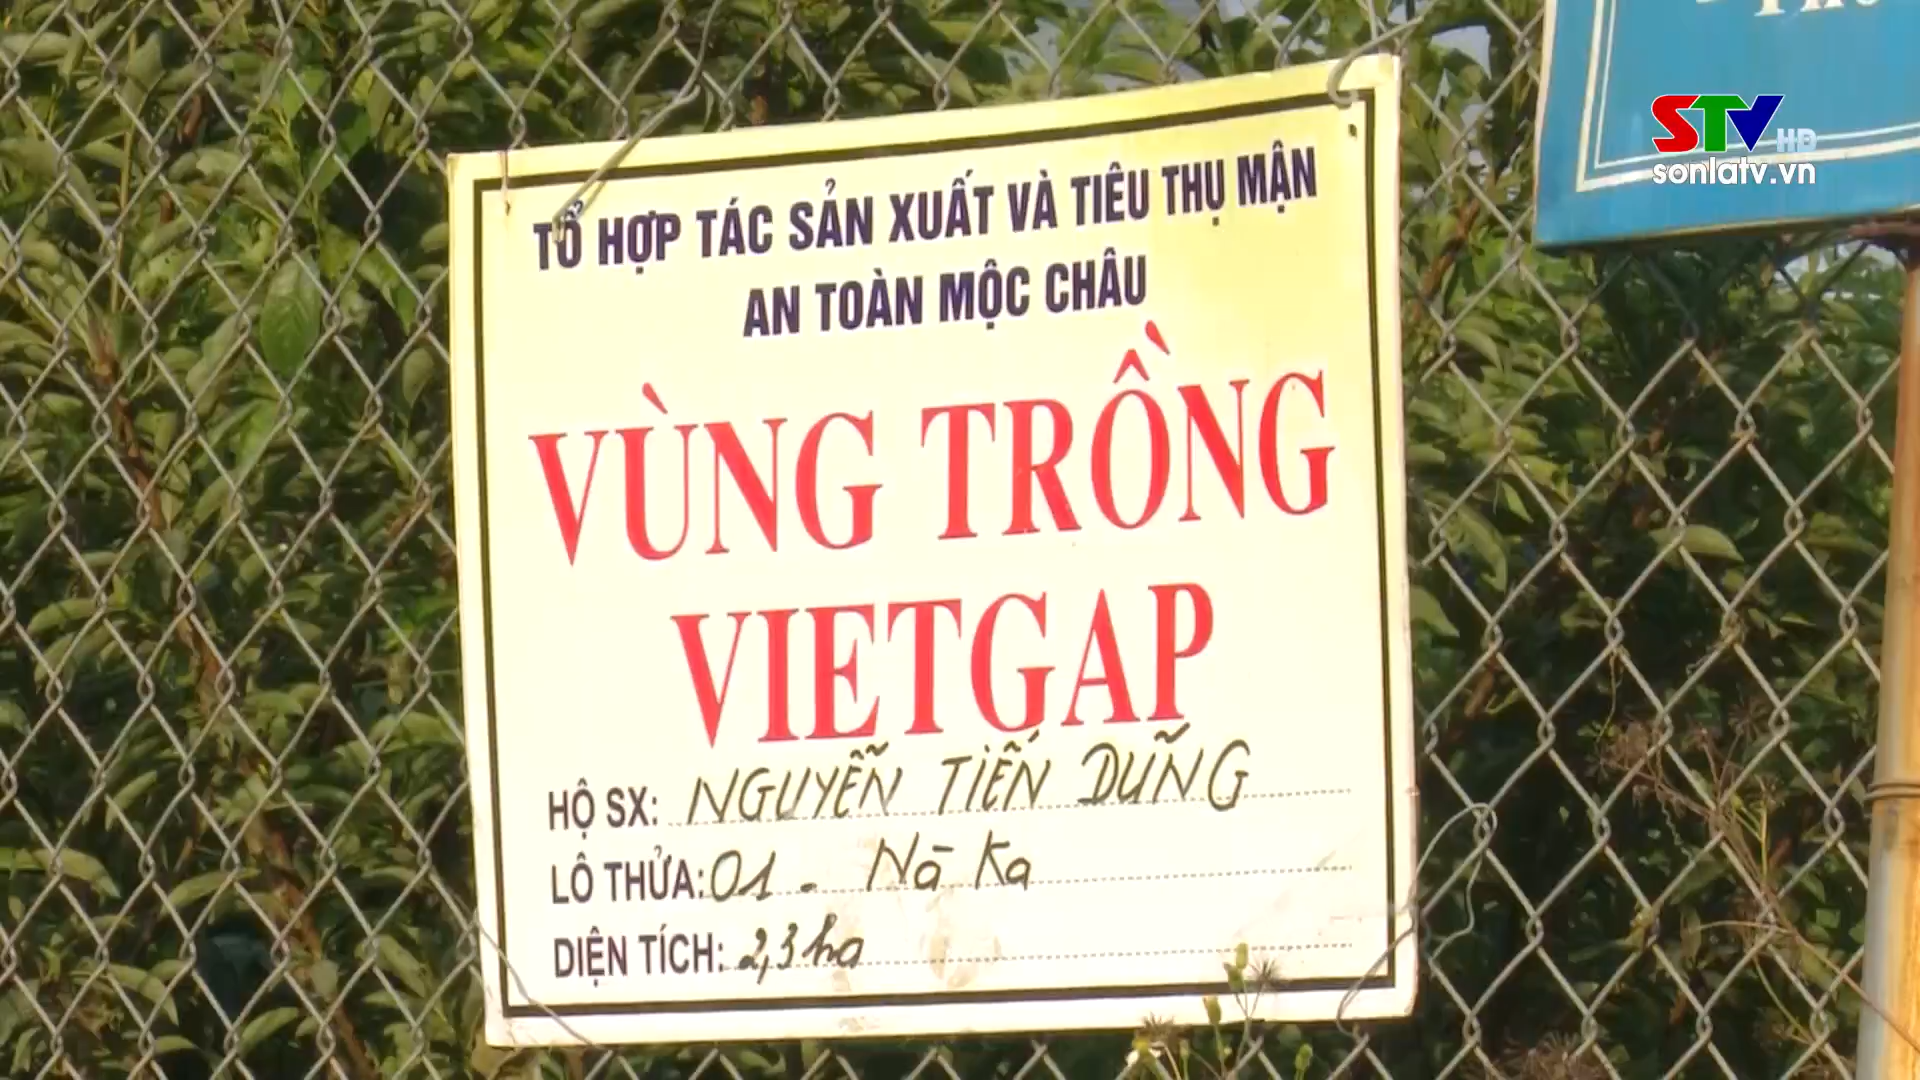 STV HD
sonlatv.vn
TỔ HỢP TÁC SẢN XUẤT VÀ TIÊU THỤ MẬN
AN TOÀN MỘC CHÂU
VÙNG TRỒNG
VIETGAP
HỘ SX: NGUYỄN TIẾN DŨNG
LÔ THỬA: 01 - Nà Ka
DIỆN TÍCH: 2,3 ha